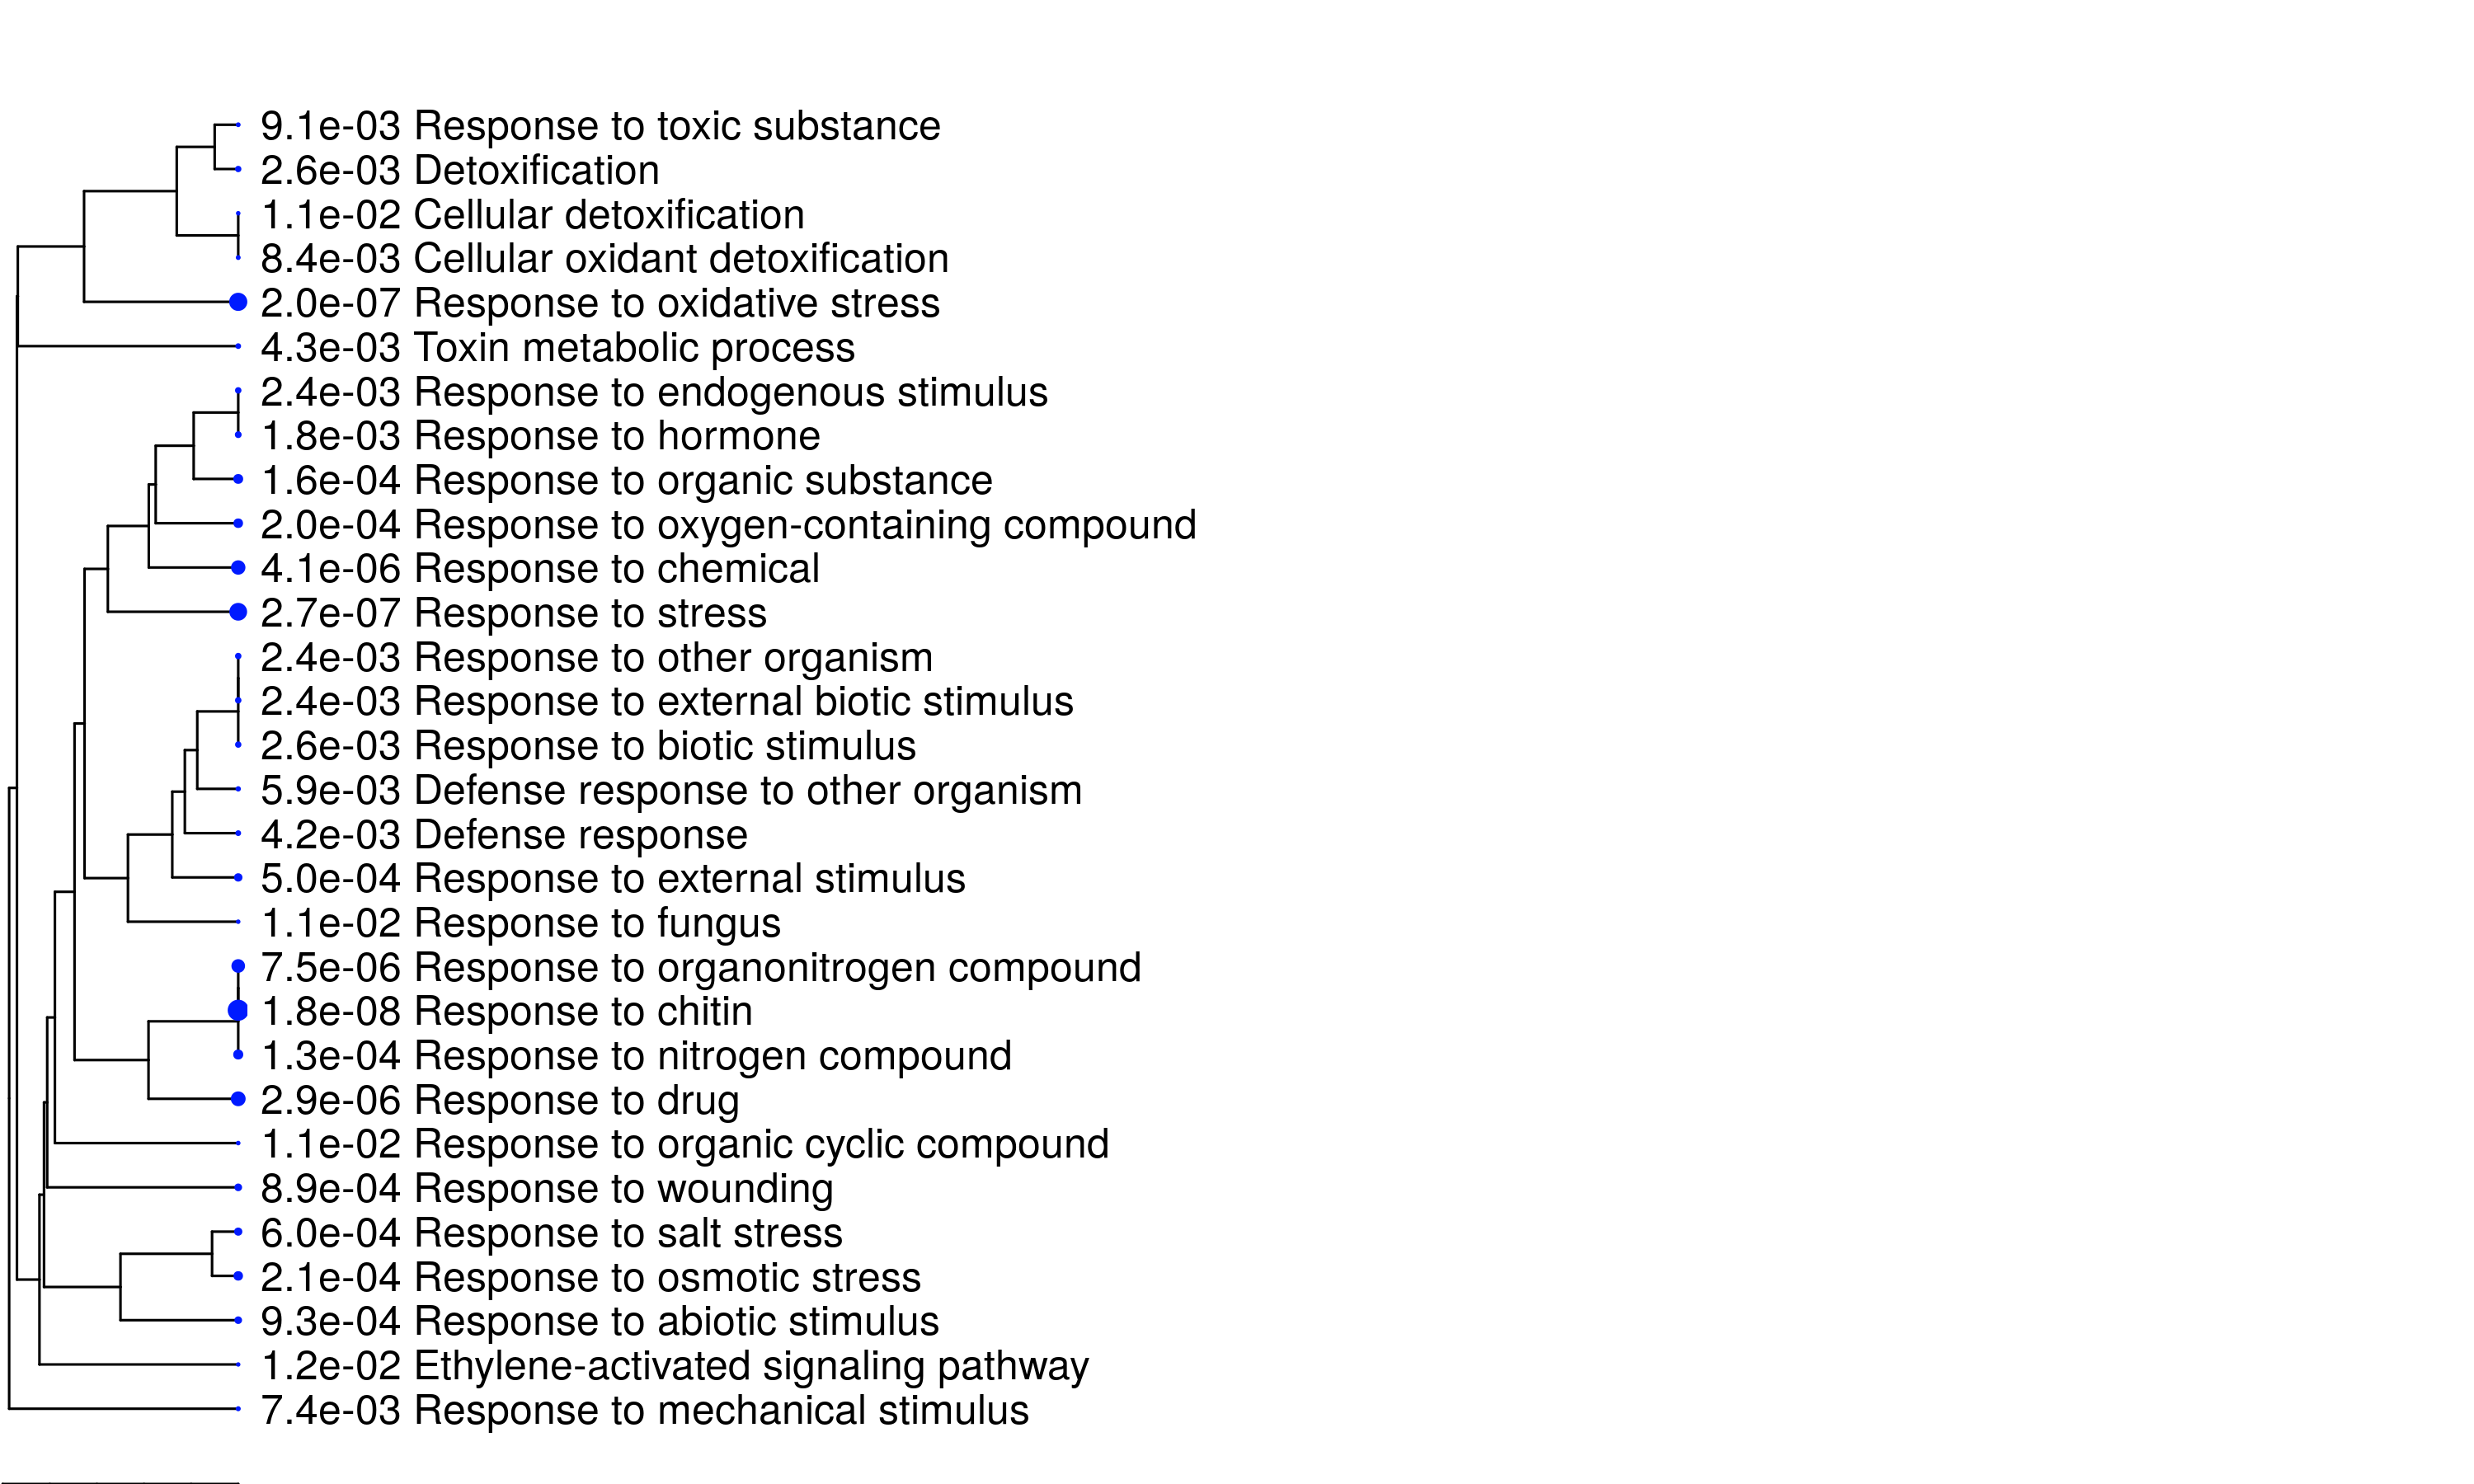 9.1e-03 Response to toxic substance
2.6e-03 Detoxification
1.1e-02 Cellular detoxification
8.4e-03 Cellular oxidant detoxification
2.0e-07 Response to oxidative stress
4.3e-03 Toxin metabolic process
2.4e-03 Response to endogenous stimulus
1.8e-03 Response to hormone
1.6e-04 Response to organic substance
2.0e-04 Response to oxygen-containing compound
4.1e-06 Response to chemical
2.7e-07 Response to stress
2.4e-03 Response to other organism
2.4e-03 Response to external biotic stimulus
2.6e-03 Response to biotic stimulus
5.9e-03 Defense response to other organism
4.2e-03 Defense response
5.0e-04 Response to external stimulus
1.1e-02 Response to fungus
7.5e-06 Response to organonitrogen compound
1.8e-08 Response to chitin
1.3e-04 Response to nitrogen compound
2.9e-06 Response to drug
1.1e-02 Response to organic cyclic compound
8.9e-04 Response to wounding
6.0e-04 Response to salt stress
2.1e-04 Response to osmotic stress
9.3e-04 Response to abiotic stimulus
1.2e-02 Ethylene-activated signaling pathway
7.4e-03 Response to mechanical stimulus